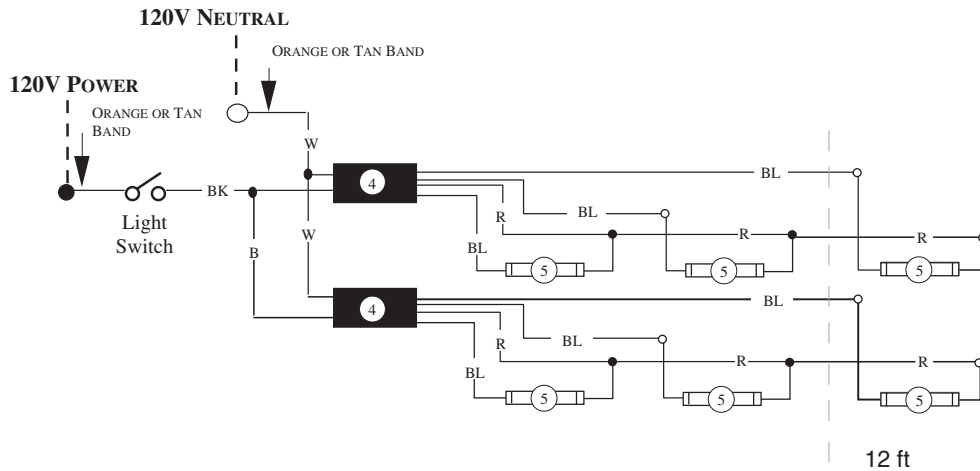 120V NEUTRAL
ORANGE OR TAN BAND
120V POWER
ORANGE OR TAN
BAND
W
4
BL
BK
R
BL
Light
Switch
B
W
BL
R
R
5
5
5
4
BL
R
BL
R
R
BL
5
5
5
12 ft